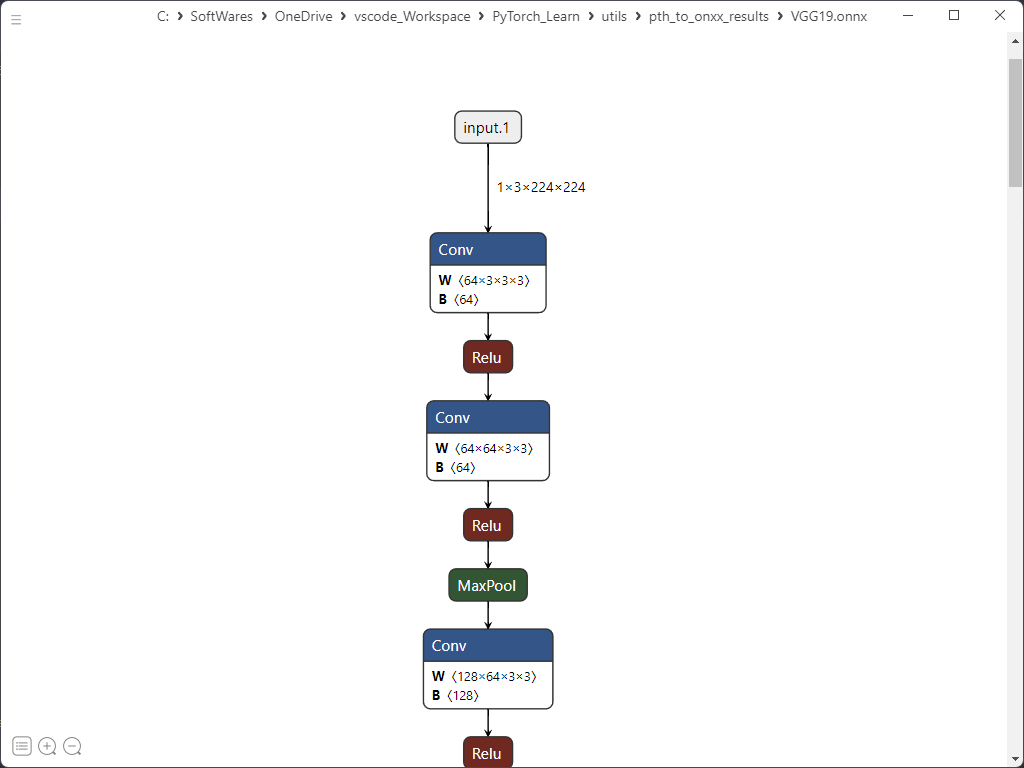 C: > SoftWares > OneDrive > vscode_Workspace > PyTorch_Learn > utils > pth_to_onxx_results > VGG19.onnx
input.1
1×3×224×224
Conv
W 〈64×3×3×3〉
B 〈64〉
Relu
Conv
W 〈64×64×3×3〉
B 〈64〉
Relu
MaxPool
Conv
W 〈128×64×3×3〉
B 〈128〉
Relu